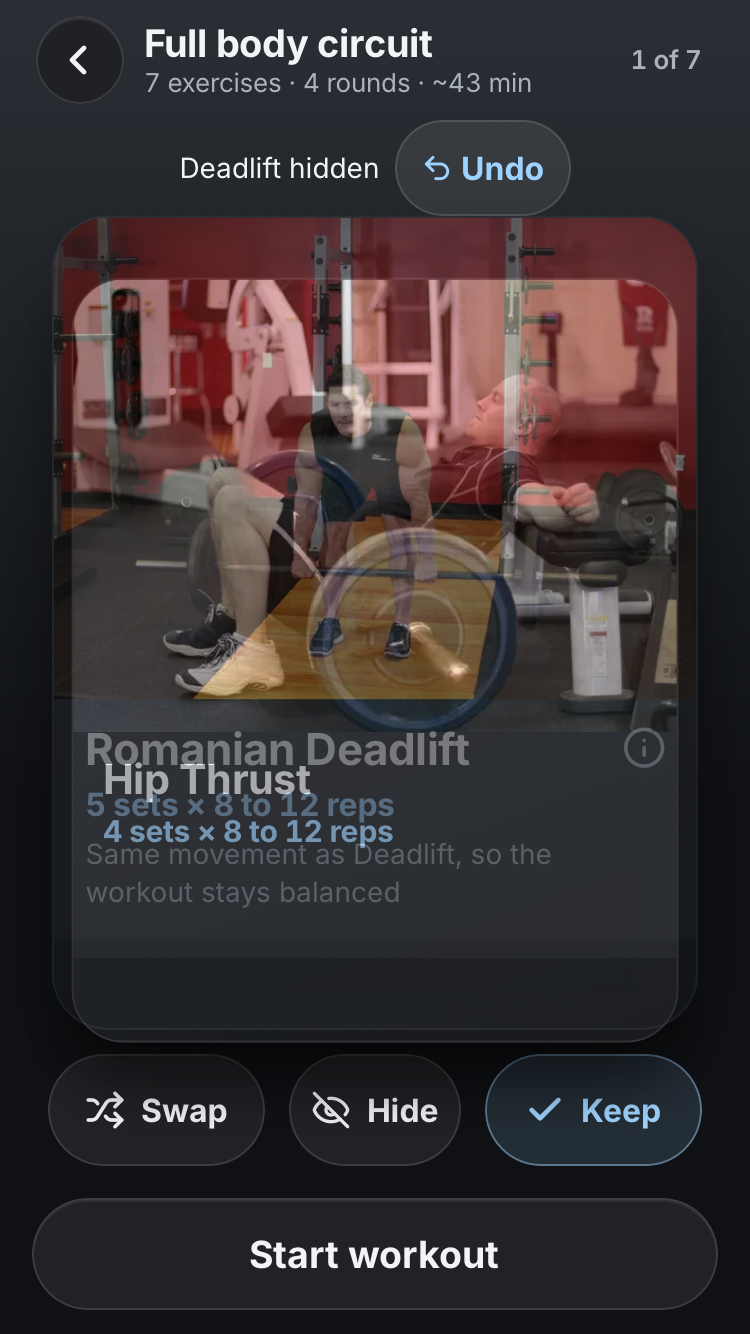 Full body circuit
7 exercises · 4 rounds · ~43 min
1 of 7
Deadlift hidden
Undo
Romanian Deadlift
Hip Thrust
5 sets × 8 to 12 reps
4 sets × 8 to 12 reps
Same movement as Deadlift, so the
workout stays balanced
Swap
Hide
Keep
Start workout